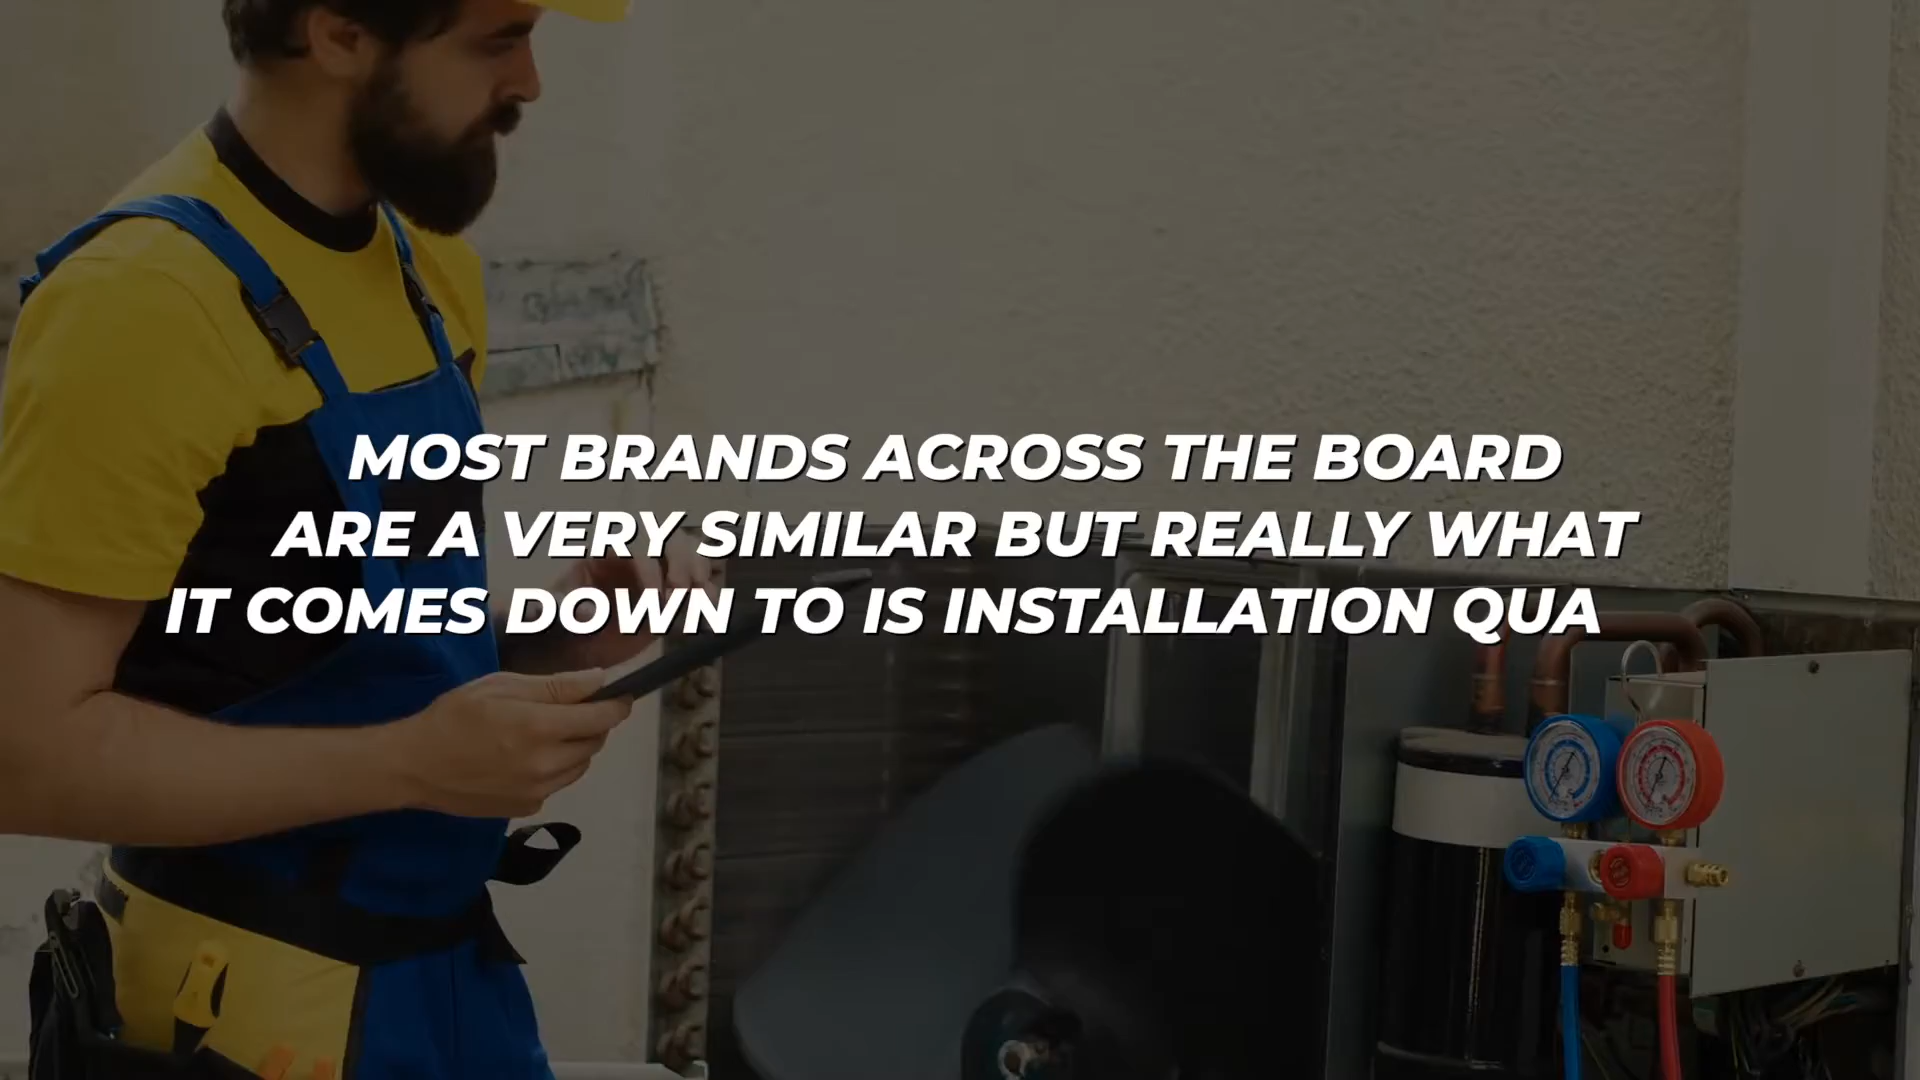 MOST BRANDS ACROSS THE BOARD
ARE A VERY SIMILAR BUT REALLY WHAT
IT COMES DOWN TO IS INSTALLATION QUA